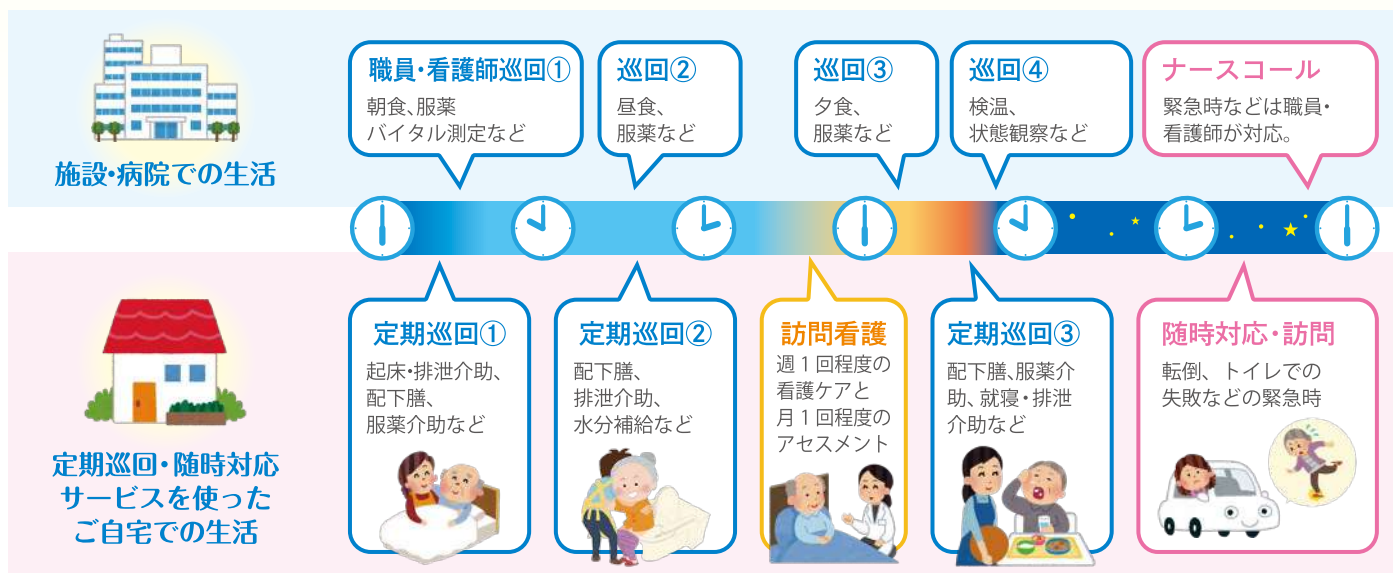 施設・病院での生活
職員・看護師巡回①
朝食、服薬
バイタル測定など
巡回②
昼食、
服薬など
巡回③
夕食、
服薬など
巡回④
検温、
状態観察など
ナースコール
緊急時などは職員・
看護師が対応。
定期巡回・随時対応
サービスを使った
ご自宅での生活
定期巡回①
起床・排泄介助、
配下膳、
服薬介助など
定期巡回②
配下膳、
排泄介助、
水分補給など
訪問看護
週1回程度の
看護ケアと
月1回程度の
アセスメント
定期巡回③
配下膳、服薬介
助、就寝・排泄
介助など
随時対応・訪問
転倒、トイレでの
失敗などの緊急時